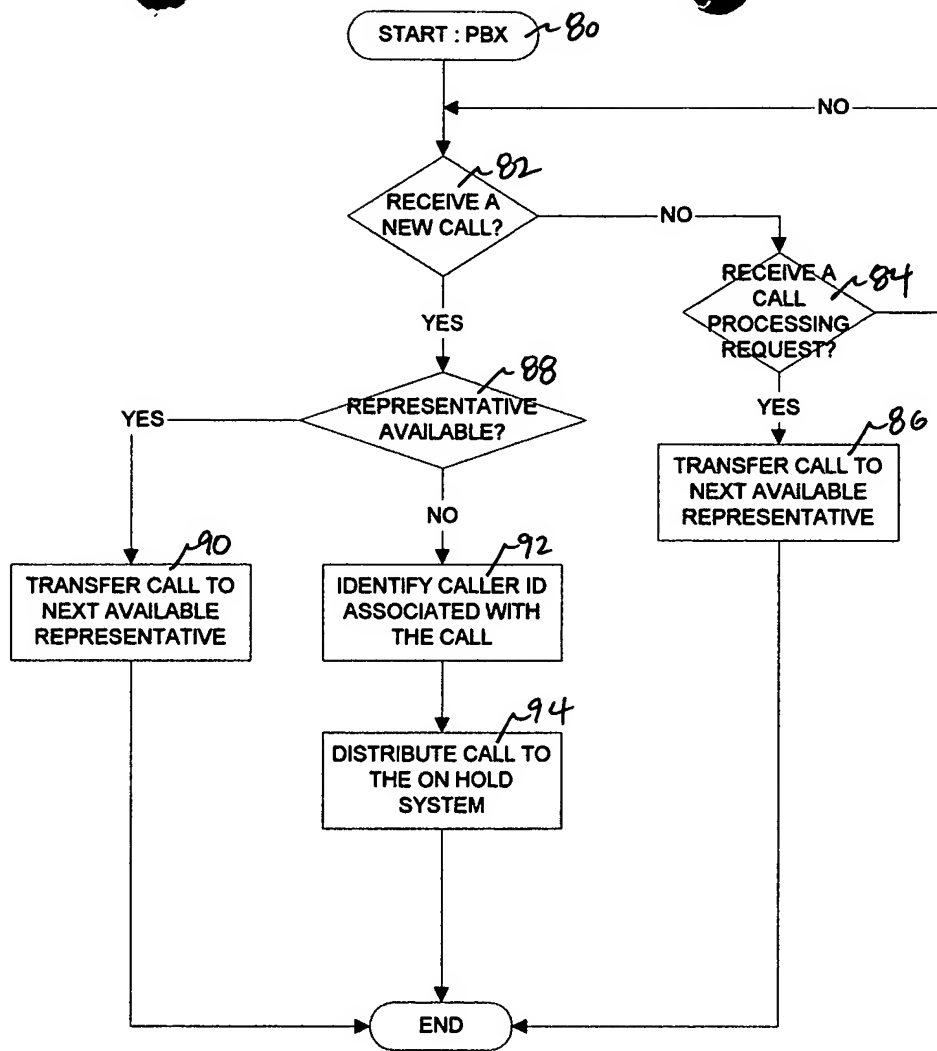 START : PBX
80
NO
82
RECEIVE A
NEW CALL?
NO
RECEIVE A
CALL
PROCESSING
REQUEST?
84
YES
88
REPRESENTATIVE
AVAILABLE?
YES
YES
86
TRANSFER CALL TO
NEXT AVAILABLE
REPRESENTATIVE
NO
90
TRANSFER CALL TO
NEXT AVAILABLE
REPRESENTATIVE
92
IDENTIFY CALLER ID
ASSOCIATED WITH
THE CALL
94
DISTRIBUTE CALL TO
THE ON HOLD
SYSTEM
END